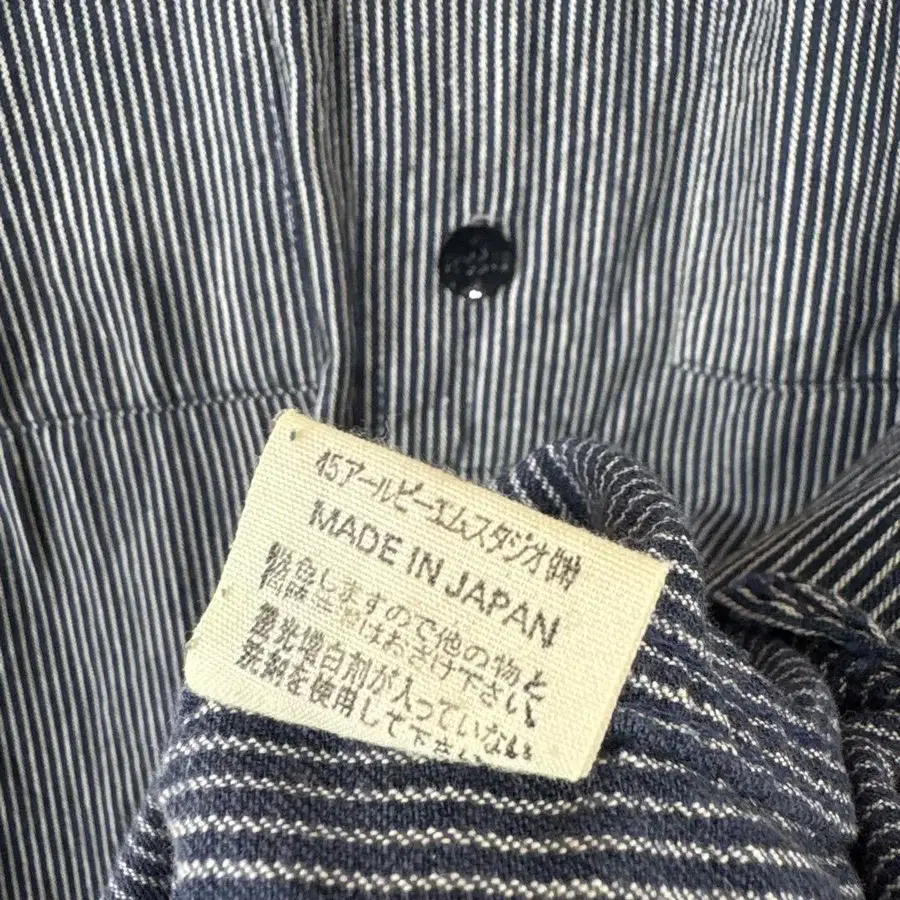 45アールピーエムスタジオ㈱
MADE IN JAPAN
脱色しますので他の物と
同時洗濯はおさけ下さい、
蛍光増白剤が入っていない
洗剤を使用して下さい